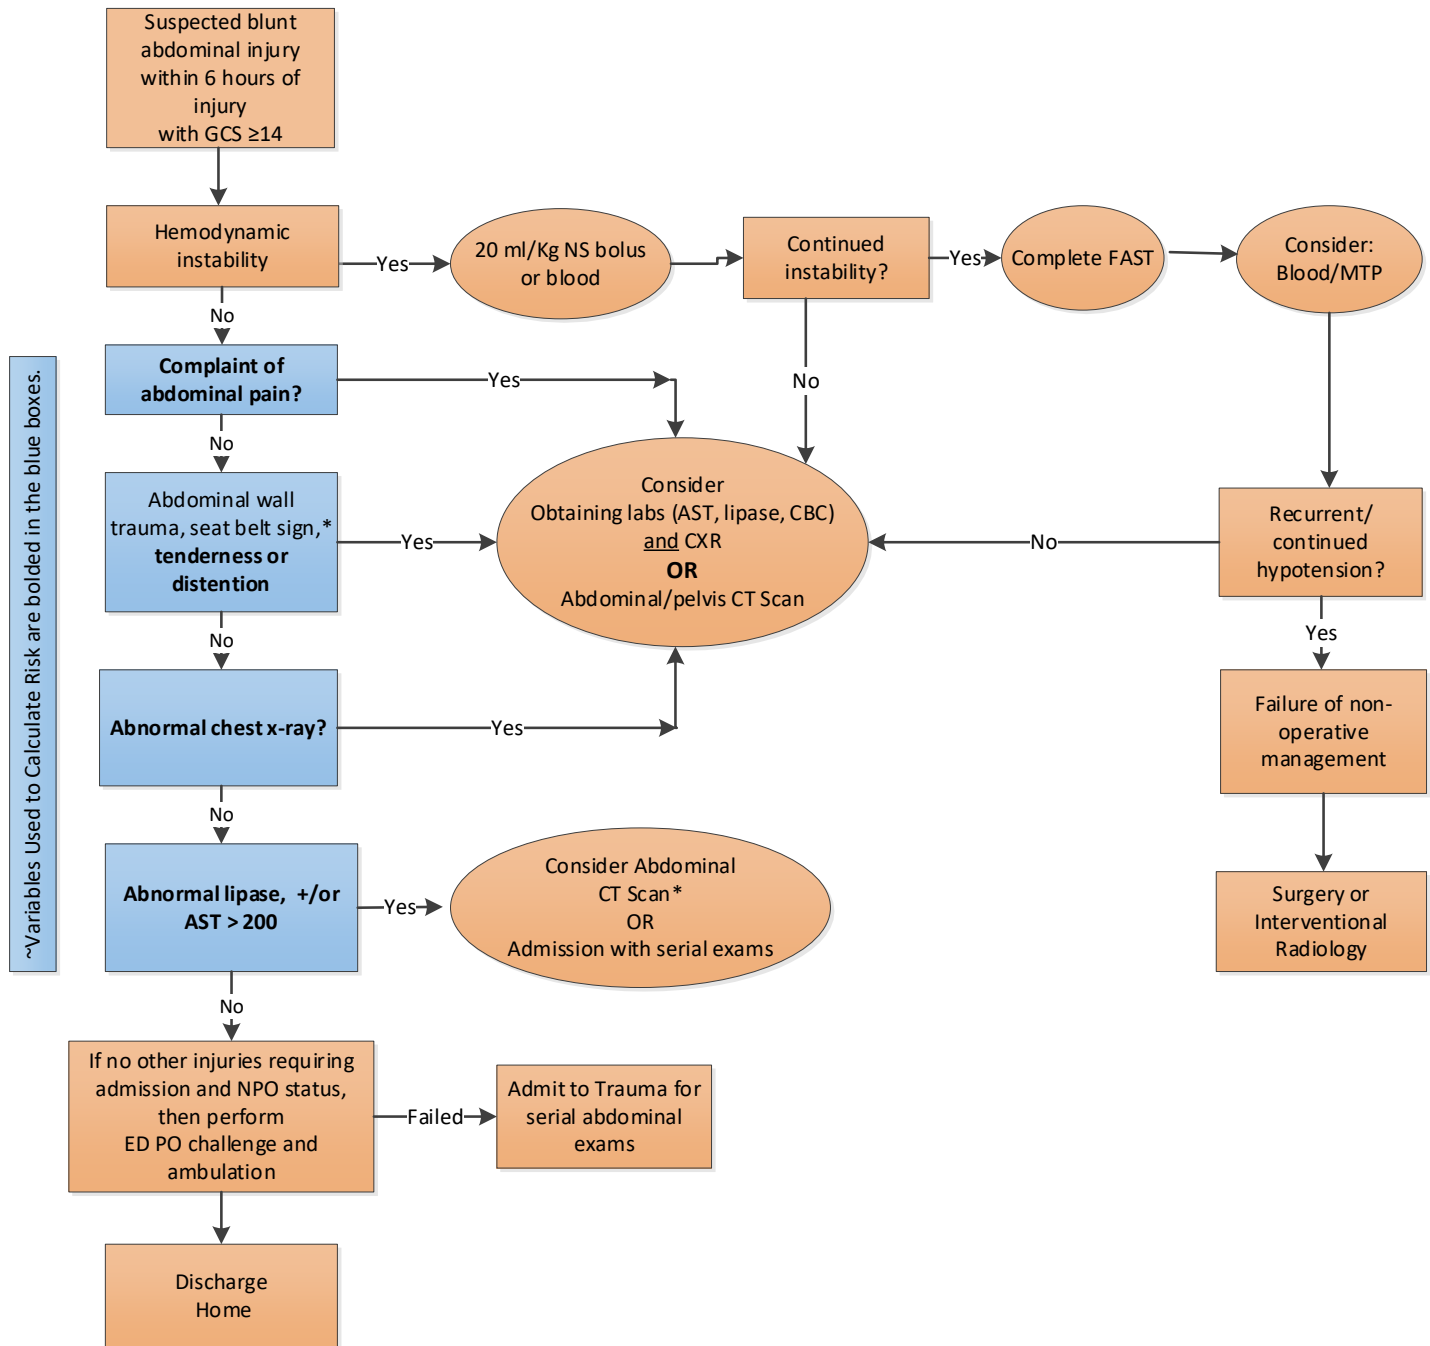 Suspected blunt
abdominal injury
within 6 hours of
injury
with GCS ≥14
Hemodynamic
instability
Yes
20 ml/Kg NS bolus
or blood
Continued
instability?
Yes
Complete FAST
Consider:
Blood/MTP
No
Complaint of
abdominal pain?
Yes
No
No
Abdominal wall
trauma, seat belt sign,*
tenderness or
distention
Yes
Consider
Obtaining labs (AST, lipase, CBC)
and CXR
OR
Abdominal/pelvis CT Scan
No
Recurrent/
continued
hypotension?
Yes
Failure of non-
operative
management
Surgery or
Interventional
Radiology
No
Abnormal chest x-ray?
Yes
No
Abnormal lipase, +/or
AST > 200
Yes
Consider Abdominal
CT Scan*
OR
Admission with serial exams
No
If no other injuries requiring
admission and NPO status,
then perform
ED PO challenge and
ambulation
Failed
Admit to Trauma for
serial abdominal
exams
Discharge
Home
~Variables Used to Calculate Risk are bolded in the blue boxes.